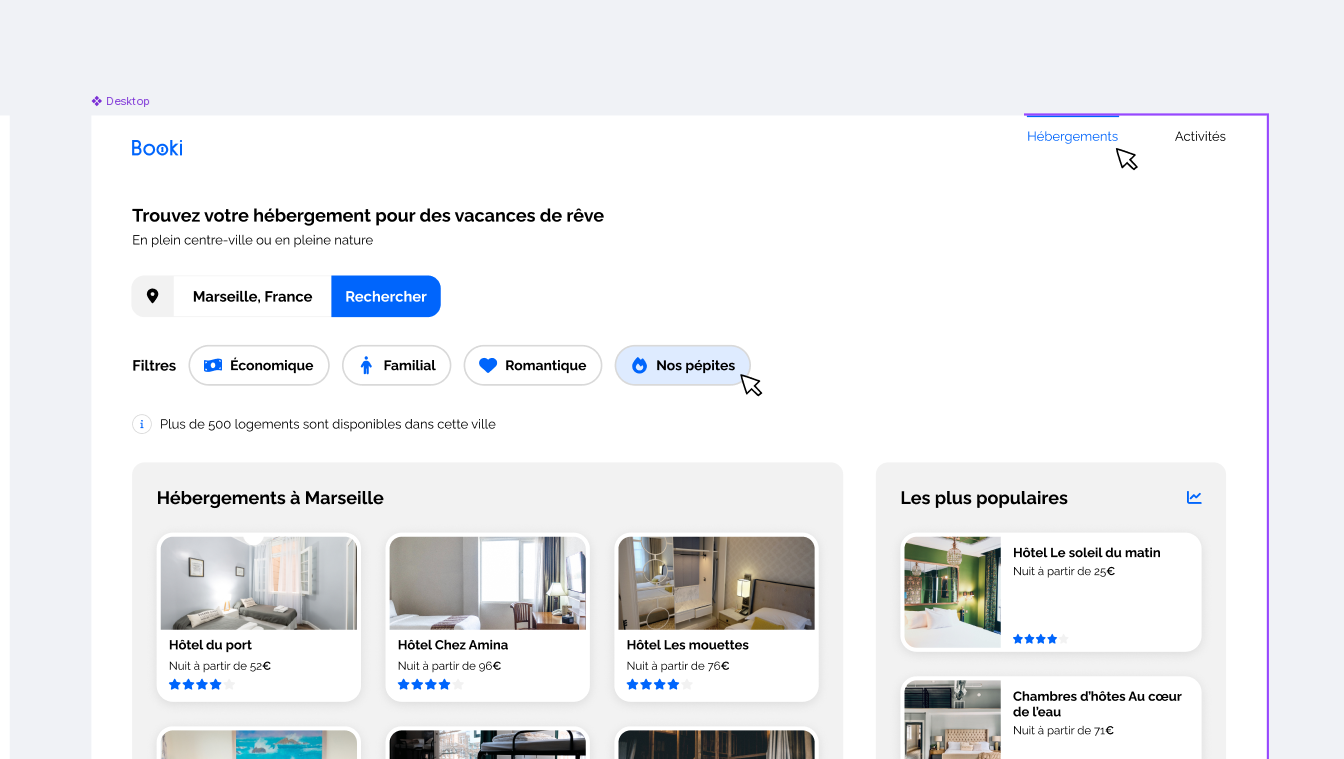 Desktop
Booki
Hébergements
Activités
Trouvez votre hébergement pour des vacances de rêve
En plein centre-ville ou en pleine nature
Marseille, France
Rechercher
Filtres
Économique
Familial
Romantique
Nos pépites
i
Plus de 500 logements sont disponibles dans cette ville
Hébergements à Marseille
Hôtel du port
Nuit à partir de 52€
Hôtel Chez Amina
Nuit à partir de 96€
Hôtel Les mouettes
Nuit à partir de 76€
Les plus populaires
Hôtel Le soleil du matin
Nuit à partir de 25€
Chambres d’hôtes Au cœur
de l’eau
Nuit à partir de 71€